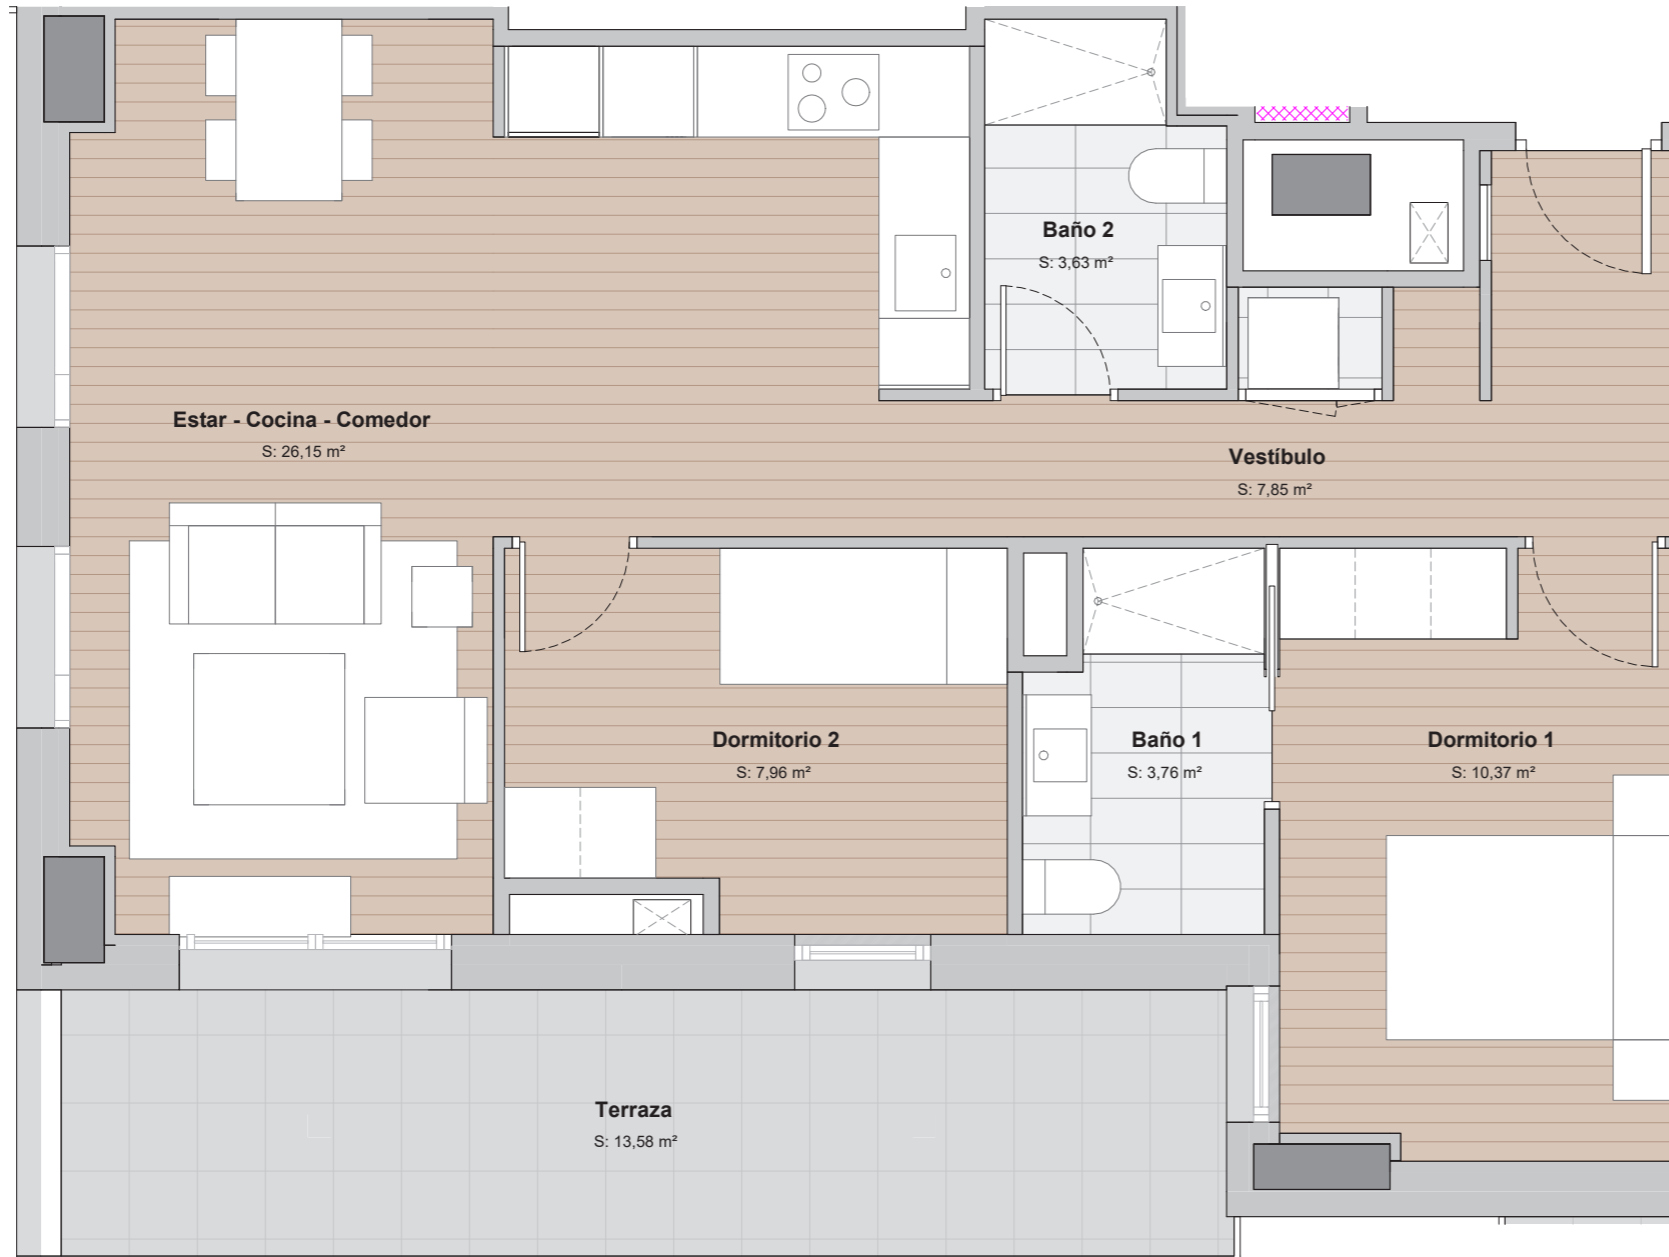 Baño 2
S: 3,63 m²
Estar - Cocina - Comedor
S: 26,15 m²
Vestíbulo
S: 7,85 m²
Dormitorio 2
S: 7,96 m²
Baño 1
S: 3,76 m²
Dormitorio 1
S: 10,37 m²
Terraza
S: 13,58 m²